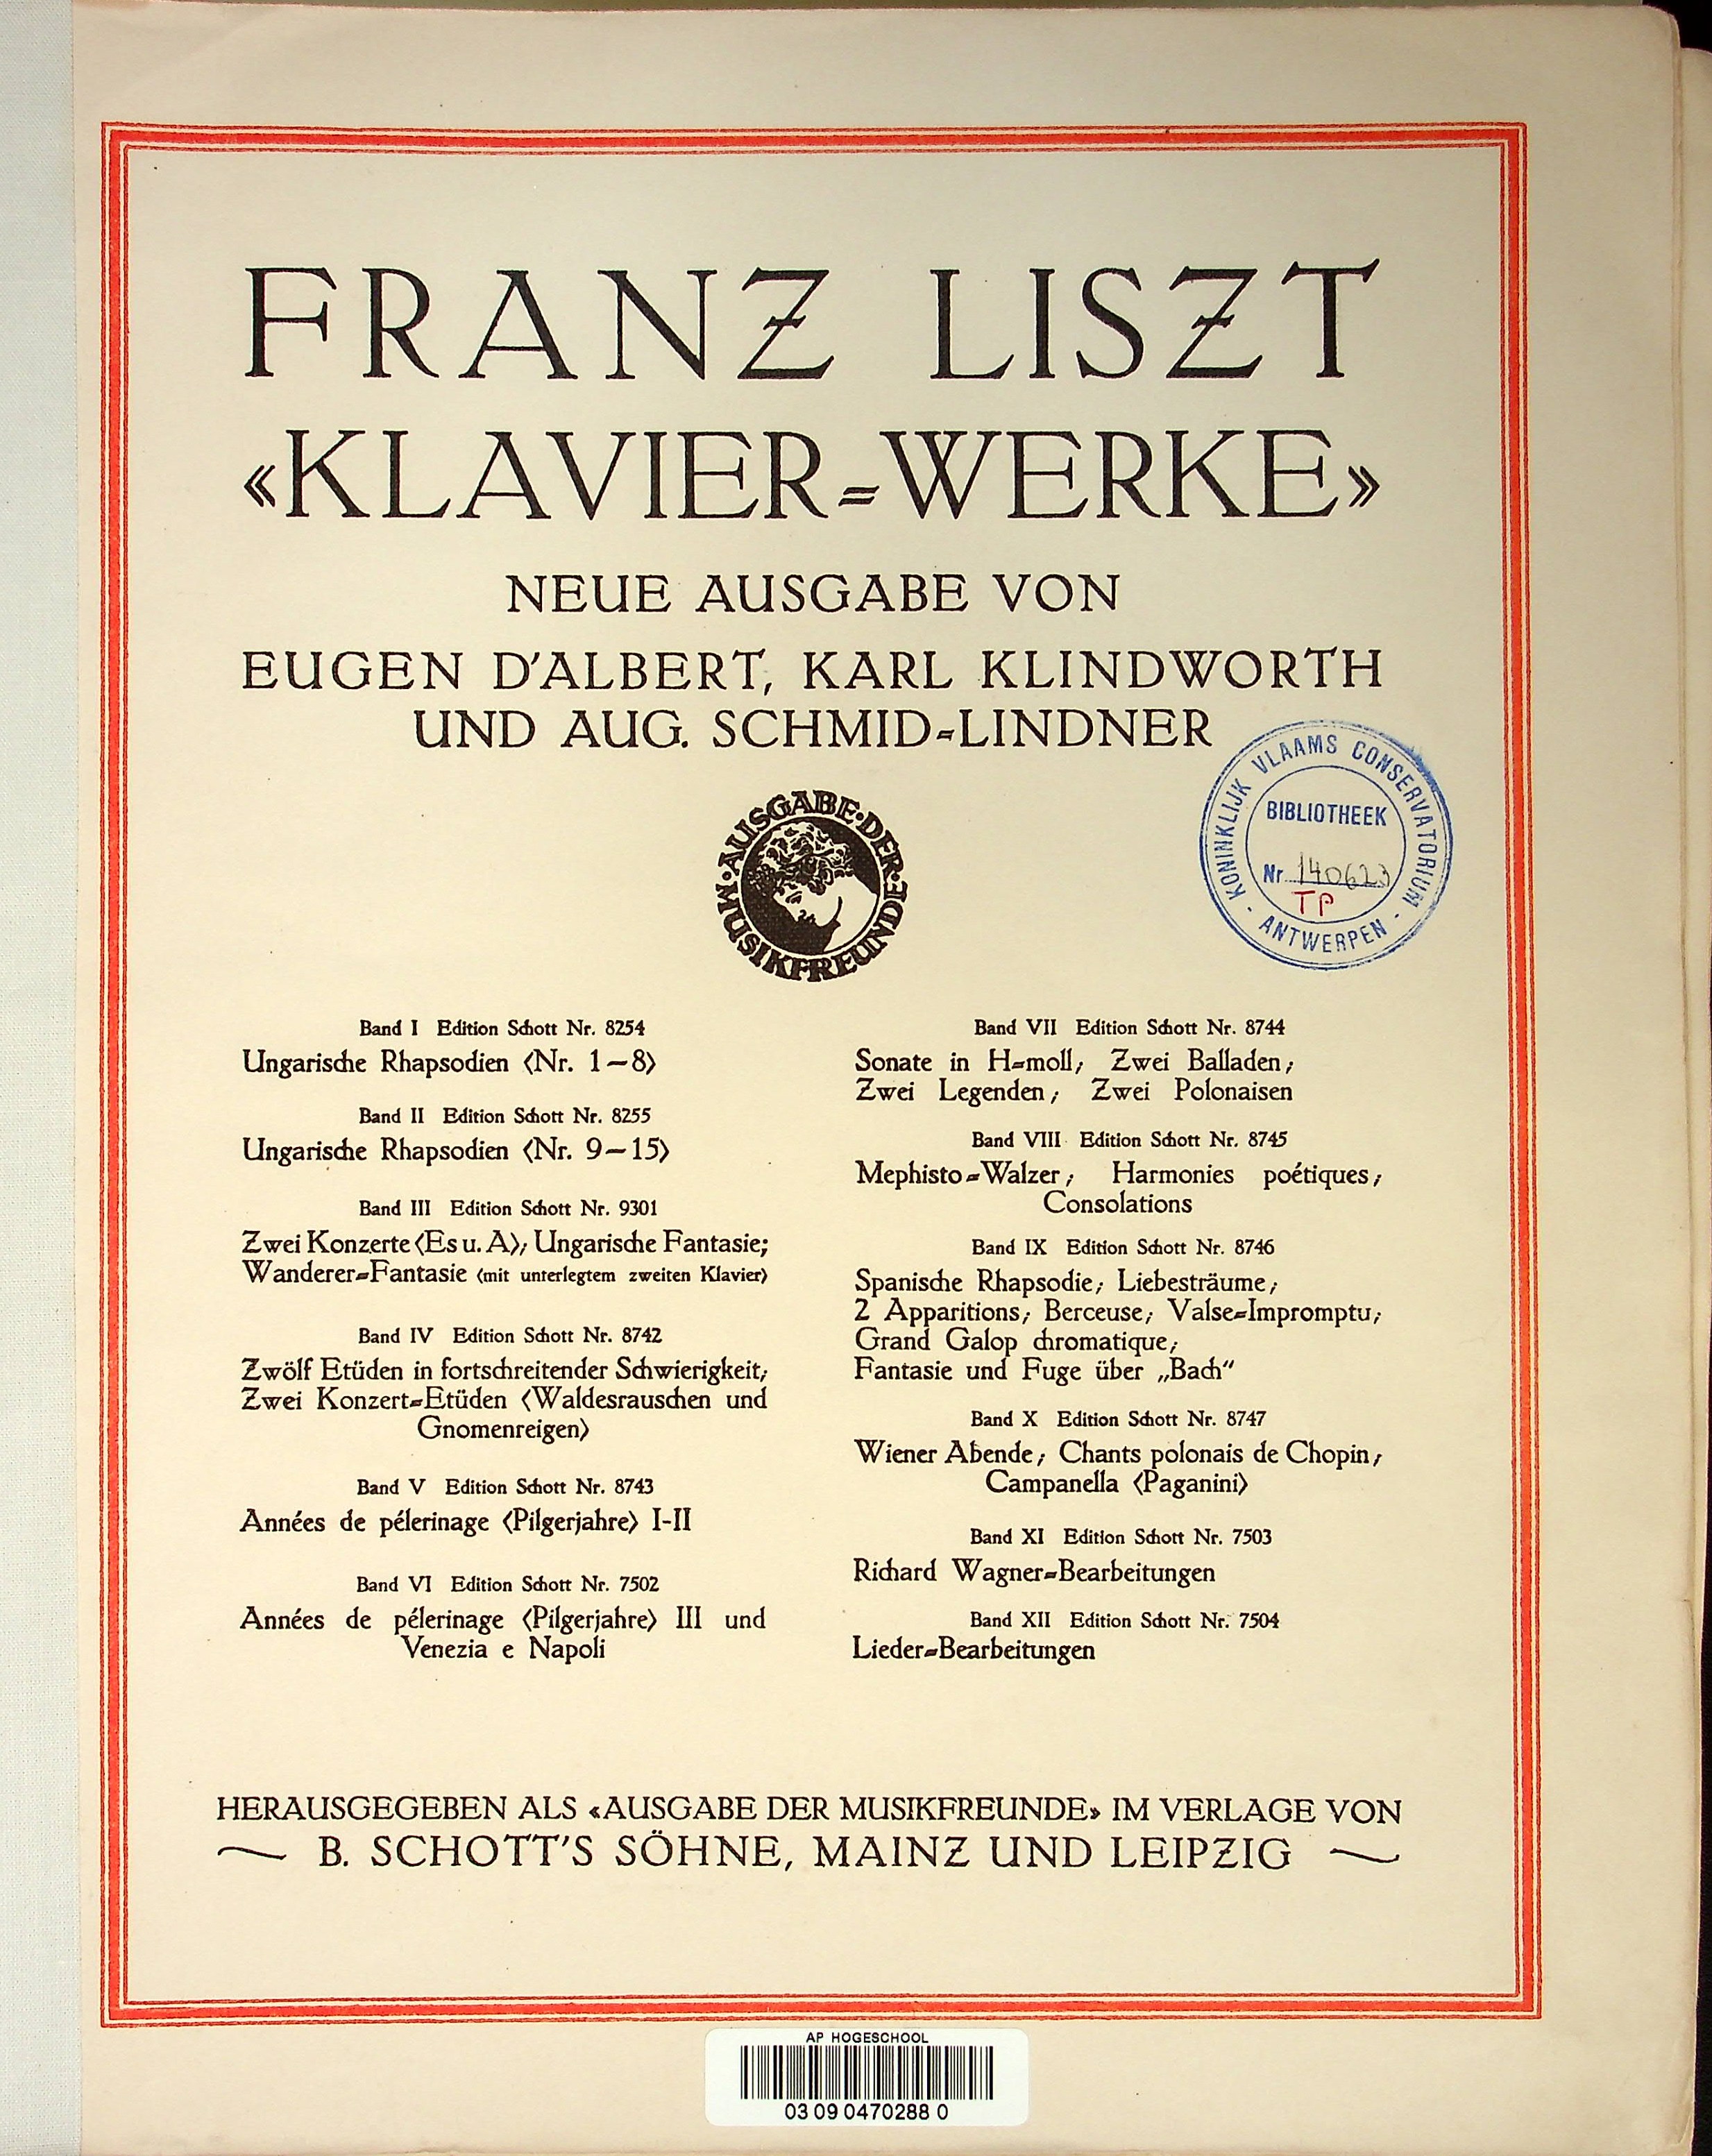 FRANZ LISZT
«KLAVIER=WERKE»
NEUE AUSGABE VON
EUGEN D'ALBERT, KARL KLINDWORTH
UND AUG. SCHMID=LINDNER
AUSGABE·DER·MUSIKFREUNDE·
KONINKLIJK VLAAMS CONSERVATORIUM
- ANTWERPEN -
BIBLIOTHEEK
Nr 140623
TP
Band I Edition Schott Nr. 8254
Ungarische Rhapsodien ⟨Nr. 1—8⟩
Band II Edition Schott Nr. 8255
Ungarische Rhapsodien ⟨Nr. 9—15⟩
Band III Edition Schott Nr. 9301
Zwei Konzerte ⟨Es u. A⟩; Ungarische Fantasie;
Wanderer=Fantasie ⟨mit unterlegtem zweiten Klavier⟩
Band IV Edition Schott Nr. 8742
Zwölf Etüden in fortschreitender Schwierigkeit;
Zwei Konzert=Etüden ⟨Waldesrauschen und
Gnomenreigen⟩
Band V Edition Schott Nr. 8743
Années de pélerinage ⟨Pilgerjahre⟩ I-II
Band VI Edition Schott Nr. 7502
Années de pélerinage ⟨Pilgerjahre⟩ III und
Venezia e Napoli
Band VII Edition Schott Nr. 8744
Sonate in H=moll; Zwei Balladen;
Zwei Legenden; Zwei Polonaisen
Band VIII Edition Schott Nr. 8745
Mephisto=Walzer; Harmonies poétiques;
Consolations
Band IX Edition Schott Nr. 8746
Spanische Rhapsodie; Liebesträume;
2 Apparitions; Berceuse; Valse=Impromptu;
Grand Galop chromatique;
Fantasie und Fuge über „Bach“
Band X Edition Schott Nr. 8747
Wiener Abende; Chants polonais de Chopin;
Campanella ⟨Paganini⟩
Band XI Edition Schott Nr. 7503
Richard Wagner=Bearbeitungen
Band XII Edition Schott Nr. 7504
Lieder=Bearbeitungen
HERAUSGEGEBEN ALS «AUSGABE DER MUSIKFREUNDE» IM VERLAGE VON
B. SCHOTT'S SÖHNE, MAINZ UND LEIPZIG
AP HOGESCHOOL
03 09 0470288 0